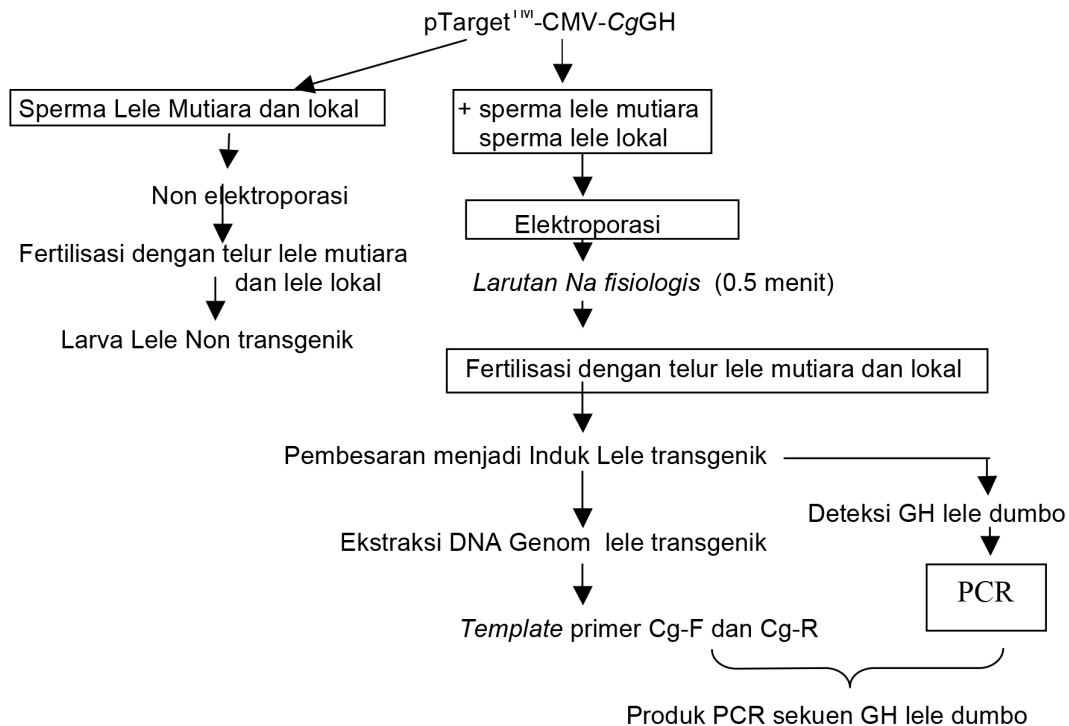 pTarget™-CMV-CgGH
Sperma Lele Mutiara dan lokal
+ sperma lele mutiara
sperma lele lokal
Non elektroporasi
Elektroporasi
Fertilisasi dengan telur lele mutiara
dan lele lokal
Larutan Na fisiologis (0.5 menit)
Larva Lele Non transgenik
Fertilisasi dengan telur lele mutiara dan lokal
Pembesaran menjadi Induk Lele transgenik
Deteksi GH lele dumbo
Ekstraksi DNA Genom lele transgenik
PCR
Template primer Cg-F dan Cg-R
Produk PCR sekuen GH lele dumbo